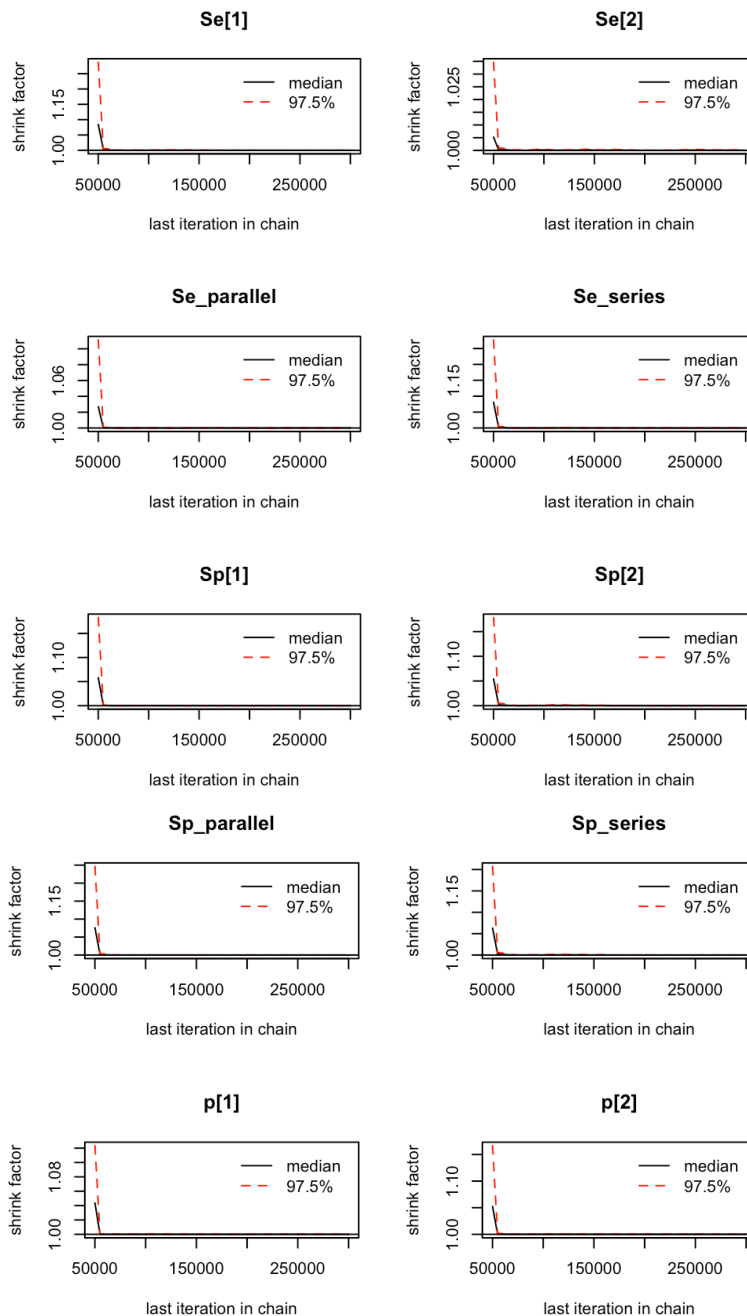 Se[1]
shrink factor
1.00 1.15
median
97.5%
50000 150000 250000
last iteration in chain
Se[2]
shrink factor
1.000 1.025
median
97.5%
50000 150000 250000
last iteration in chain
Se_parallel
shrink factor
1.00 1.06
median
97.5%
50000 150000 250000
last iteration in chain
Se_series
shrink factor
1.00 1.15
median
97.5%
50000 150000 250000
last iteration in chain
Sp[1]
shrink factor
1.00 1.10
median
97.5%
50000 150000 250000
last iteration in chain
Sp[2]
shrink factor
1.00 1.10
median
97.5%
50000 150000 250000
last iteration in chain
Sp_parallel
shrink factor
1.00 1.15
median
97.5%
50000 150000 250000
last iteration in chain
Sp_series
shrink factor
1.00 1.15
median
97.5%
50000 150000 250000
last iteration in chain
p[1]
shrink factor
1.00 1.08
median
97.5%
50000 150000 250000
last iteration in chain
p[2]
shrink factor
1.00 1.10
median
97.5%
50000 150000 250000
last iteration in chain